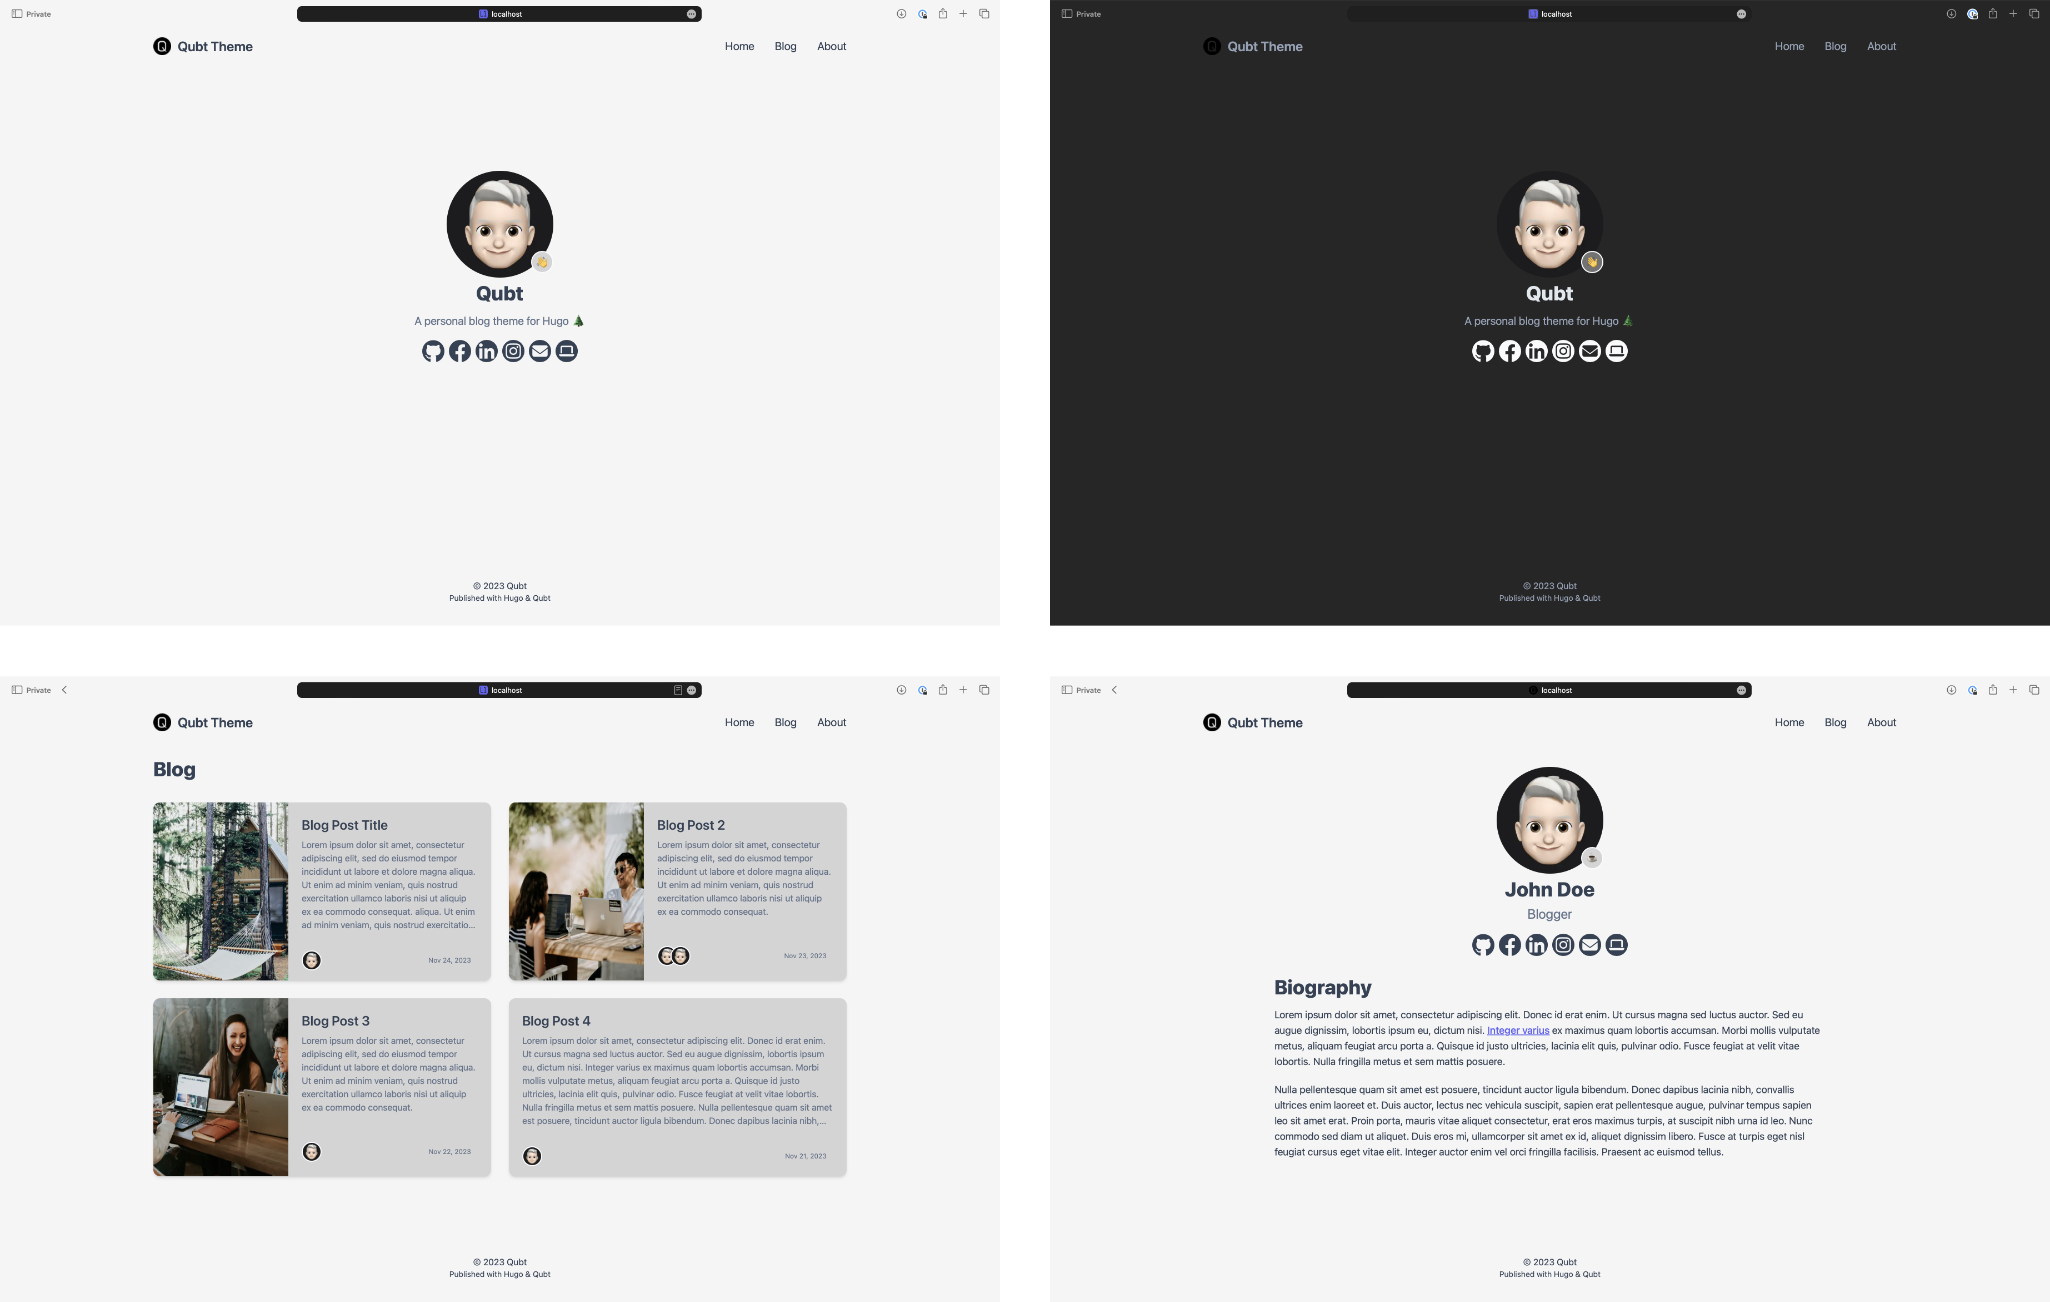 Private
localhost
Qubt Theme
Home Blog About
Qubt
A personal blog theme for Hugo 🌲
© 2023 Qubt
Published with Hugo & Qubt
Private
localhost
Qubt Theme
Home Blog About
Qubt
A personal blog theme for Hugo 🌲
© 2023 Qubt
Published with Hugo & Qubt
Private
localhost
Qubt Theme
Home Blog About
Blog
Blog Post Title
Lorem ipsum dolor sit amet, consectetur
adipiscing elit, sed do eiusmod tempor
incididunt ut labore et dolore magna aliqua.
Ut enim ad minim veniam, quis nostrud
exercitation ullamco laboris nisi ut aliquip
ex ea commodo consequat. aliqua. Ut enim
ad minim veniam, quis nostrud exercitatio...
Nov 24, 2023
Blog Post 2
Lorem ipsum dolor sit amet, consectetur
adipiscing elit, sed do eiusmod tempor
incididunt ut labore et dolore magna aliqua.
Ut enim ad minim veniam, quis nostrud
exercitation ullamco laboris nisi ut aliquip
ex ea commodo consequat.
Nov 23, 2023
Blog Post 3
Lorem ipsum dolor sit amet, consectetur
adipiscing elit, sed do eiusmod tempor
incididunt ut labore et dolore magna aliqua.
Ut enim ad minim veniam, quis nostrud
exercitation ullamco laboris nisi ut aliquip
ex ea commodo consequat.
Nov 22, 2023
Blog Post 4
Lorem ipsum dolor sit amet, consectetur adipiscing elit. Donec id erat enim.
Ut cursus magna sed luctus auctor. Sed eu augue dignissim, lobortis ipsum
eu, dictum nisi. Integer varius ex maximus quam lobortis accumsan. Morbi
mollis vulputate metus, aliquam feugiat arcu porta a. Quisque id justo
ultricies, lacinia elit quis, pulvinar odio. Fusce feugiat at velit vitae lobortis.
Nulla fringilla metus et sem mattis posuere. Nulla pellentesque quam sit amet
est posuere, tincidunt auctor ligula bibendum. Donec dapibus lacinia nibh,...
Nov 21, 2023
© 2023 Qubt
Published with Hugo & Qubt
Private
localhost
Qubt Theme
Home Blog About
John Doe
Blogger
Biography
Lorem ipsum dolor sit amet, consectetur adipiscing elit. Donec id erat enim. Ut cursus magna sed luctus auctor. Sed eu
augue dignissim, lobortis ipsum eu, dictum nisi. Integer varius ex maximus quam lobortis accumsan. Morbi mollis vulputate
metus, aliquam feugiat arcu porta a. Quisque id justo ultricies, lacinia elit quis, pulvinar odio. Fusce feugiat at velit vitae
lobortis. Nulla fringilla metus et sem mattis posuere.
Nulla pellentesque quam sit amet est posuere, tincidunt auctor ligula bibendum. Donec dapibus lacinia nibh, convallis
ultrices enim laoreet et. Duis auctor, lectus nec vehicula suscipit, sapien erat pellentesque augue, pulvinar tempus sapien
leo sit amet erat. Proin porta, mauris vitae aliquet consectetur, erat eros maximus turpis, at suscipit nibh urna id leo. Nunc
commodo sed diam ut aliquet. Duis eros mi, ullamcorper sit amet ex id, aliquet dignissim libero. Fusce at turpis eget nisl
feugiat cursus eget vitae elit. Integer auctor enim vel orci fringilla facilisis. Praesent ac euismod tellus.
© 2023 Qubt
Published with Hugo & Qubt